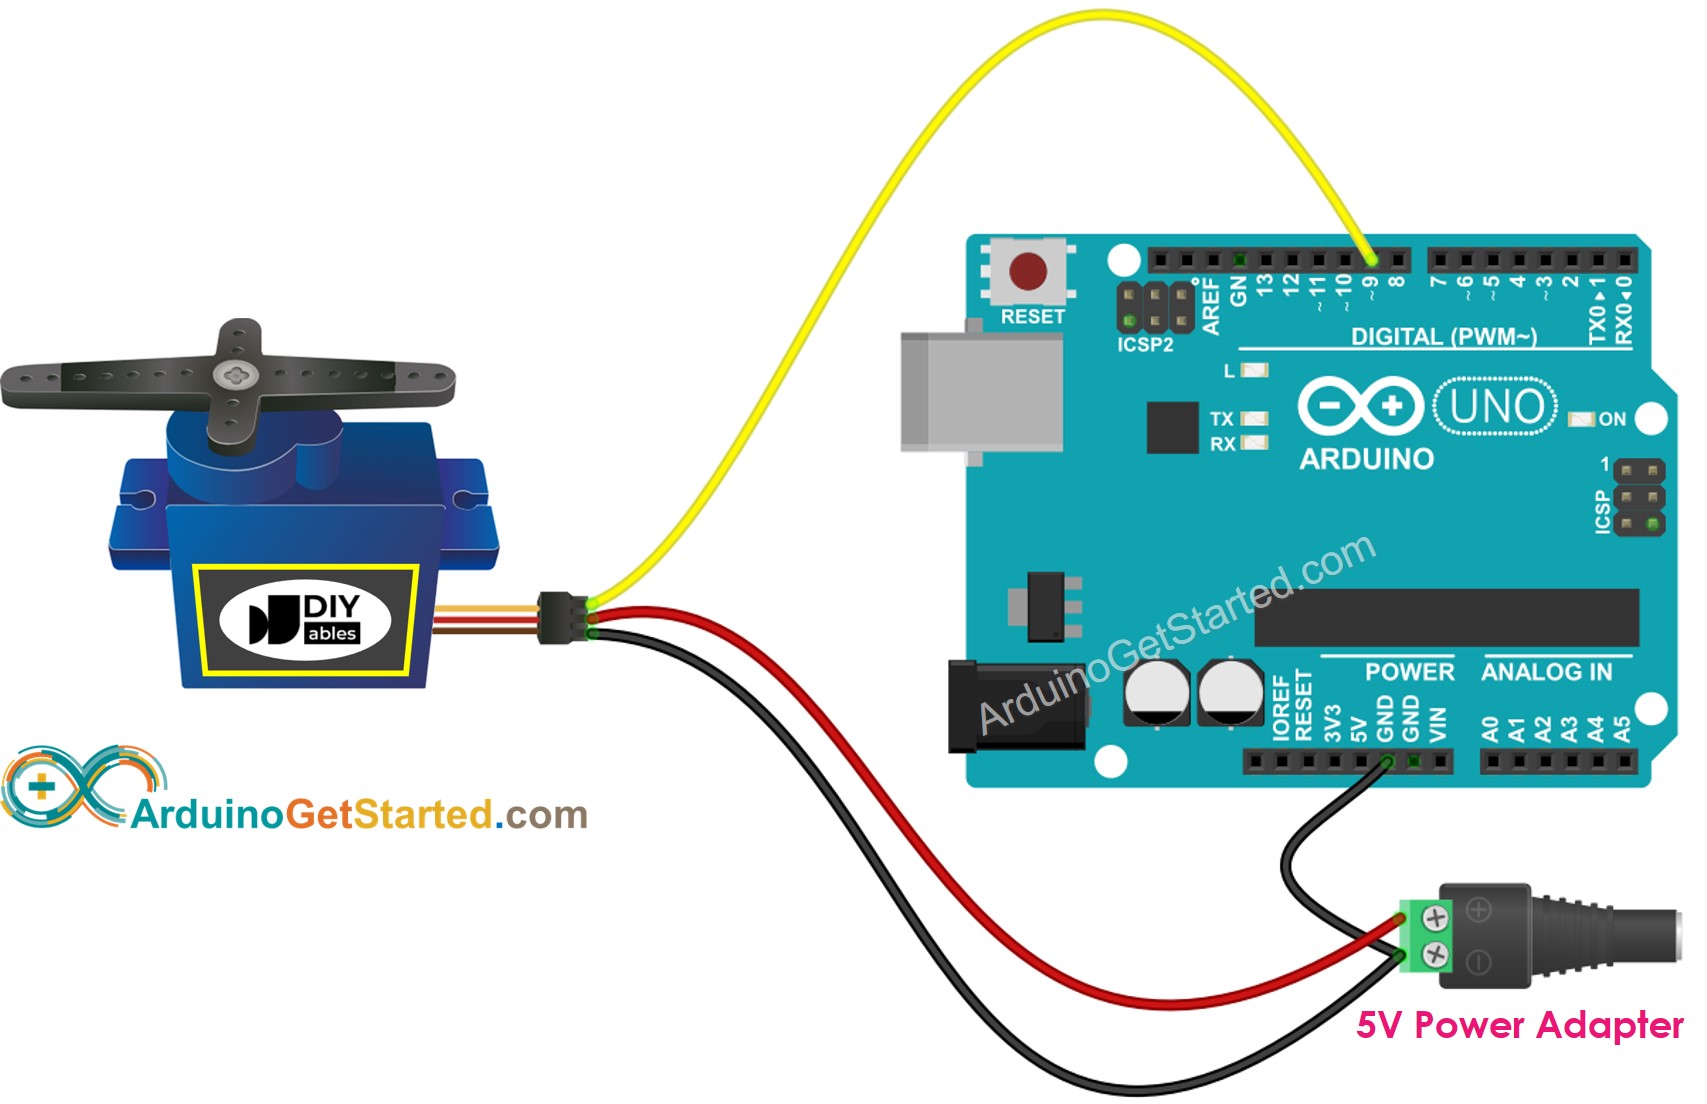 RESET
ICSP2
AREF
GN
13
12
~11
~10
~9
8
7
~6
~5
4
~3
2
TX0▸1
RX0◂0
DIGITAL (PWM~)
L
TX
RX
UNO
ARDUINO
ON
1
ICSP
DIY
ables
ArduinoGetStarted.com
POWER
ANALOG IN
IOREF
RESET
3V3
5V
GND
GND
VIN
A0
A1
A2
A3
A4
A5
ArduinoGetStarted.com
5V Power Adapter